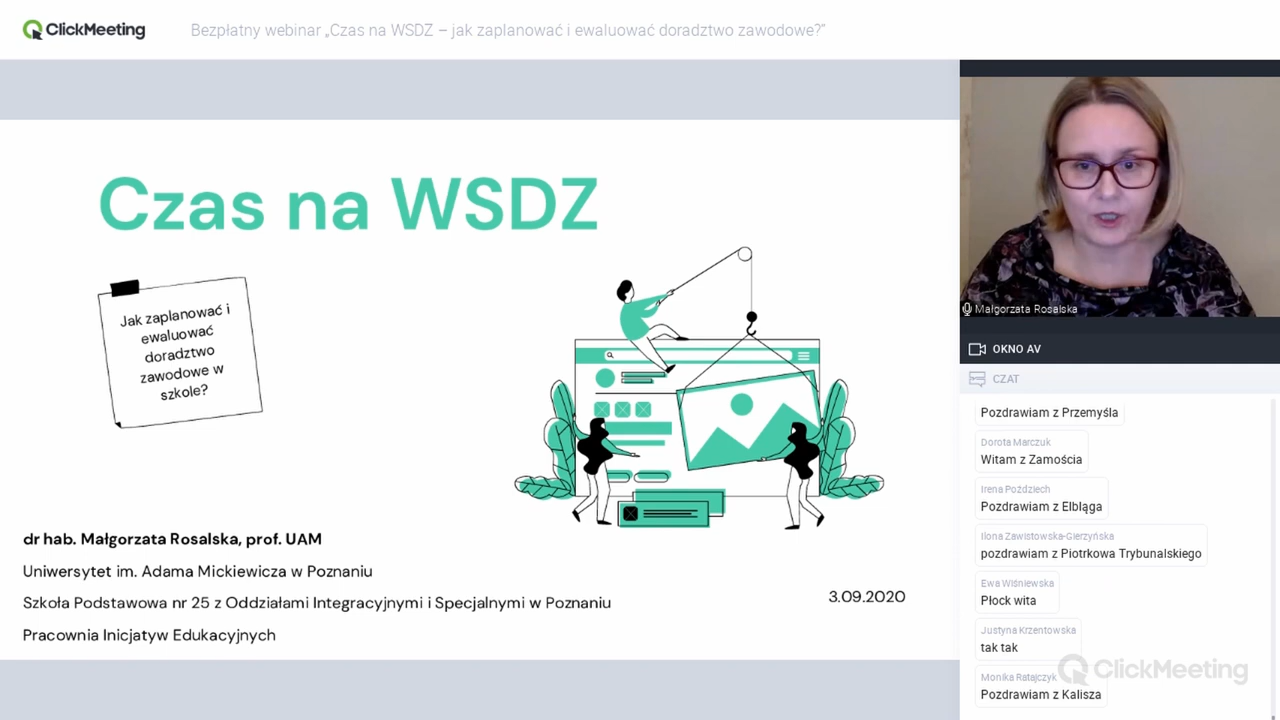 ClickMeeting
Bezpłatny webinar „Czas na WSDZ – jak zaplanować i ewaluować doradztwo zawodowe?”
Czas na WSDZ
Jak zaplanować i
ewaluować
doradztwo
zawodowe w
szkole?
dr hab. Małgorzata Rosalska, prof. UAM
Uniwersytet im. Adama Mickiewicza w Poznaniu
Szkoła Podstawowa nr 25 z Oddziałami Integracyjnymi i Specjalnymi w Poznaniu
Pracownia Inicjatyw Edukacyjnych
3.09.2020
Małgorzata Rosalska
OKNO AV
CZAT
Pozdrawiam z Przemyśla
Dorota Marczuk
Witam z Zamościa
Irena Poździech
Pozdrawiam z Elbląga
Ilona Zawistowska-Gierzyńska
pozdrawiam z Piotrkowa Trybunalskiego
Ewa Wiśniewska
Płock wita
Justyna Krzentowska
tak tak
Monika Ratajczyk
Pozdrawiam z Kalisza
ClickMeeting